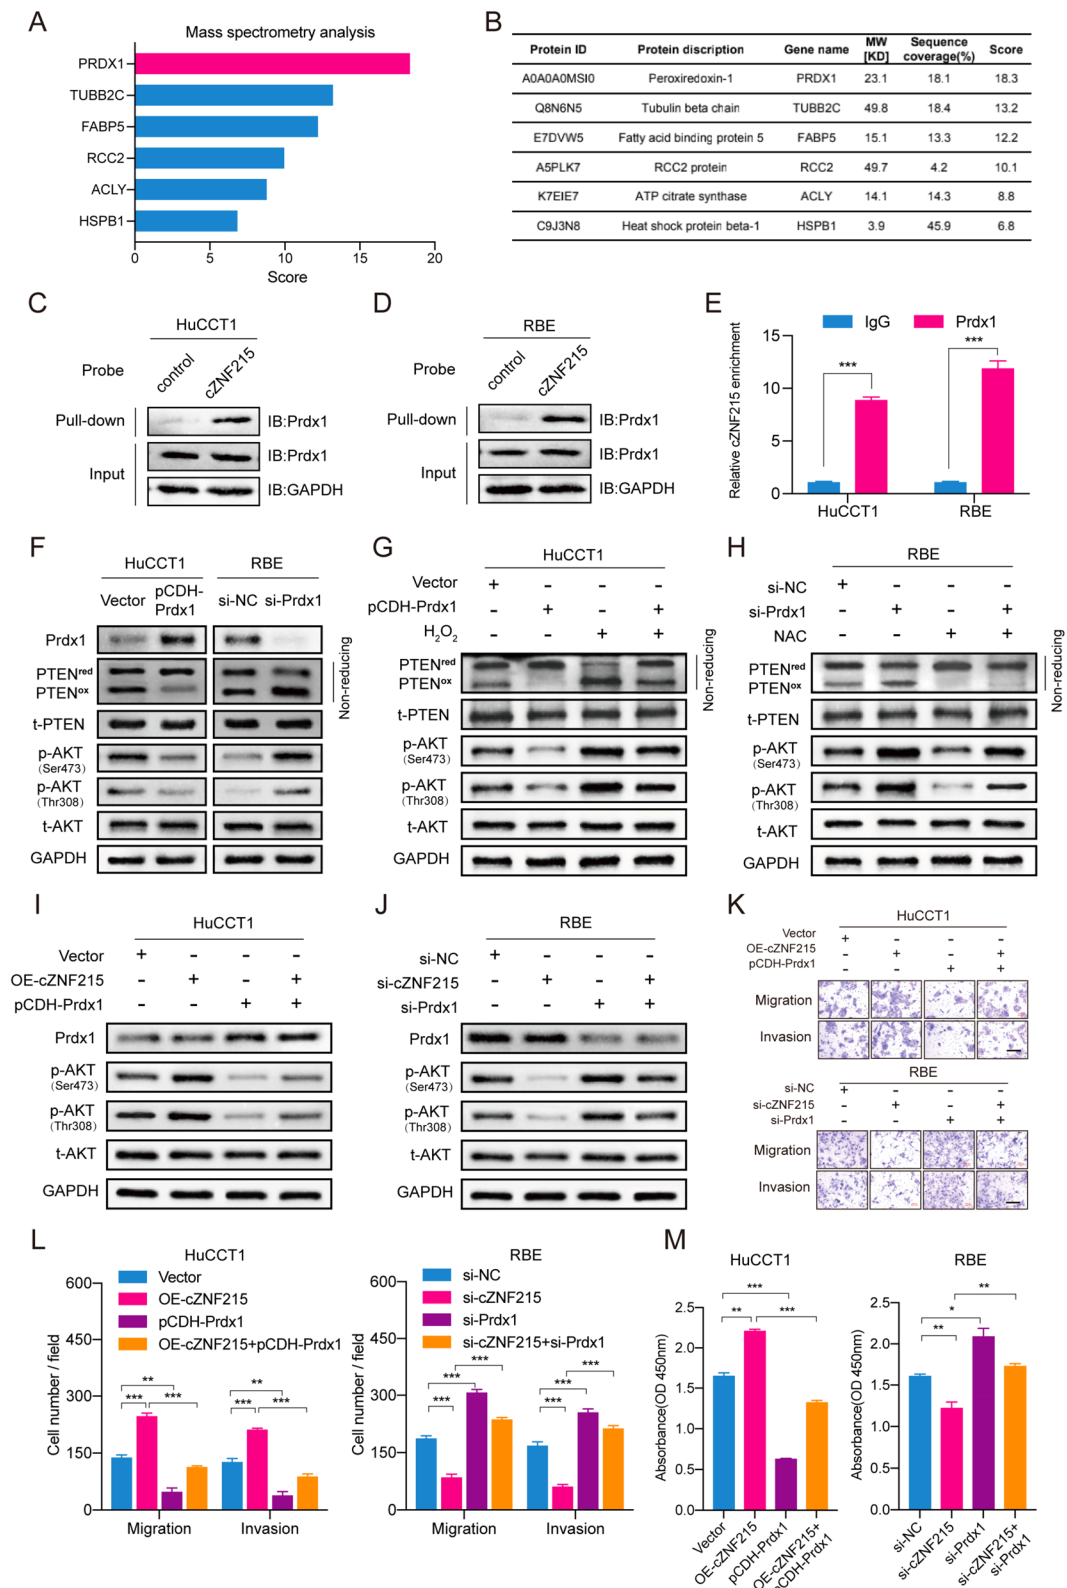 A
Mass spectrometry analysis
PRDX1
TUBB2C
FABP5
RCC2
ACLY
HSPB1
0 5 10 15 20
Score
B
Protein ID Protein discription Gene name MW [KD] Sequence coverage(%) Score
A0A0A0MSI0 Peroxiredoxin-1 PRDX1 23.1 18.1 18.3
Q8N6N5 Tubulin beta chain TUBB2C 49.8 18.4 13.2
E7DVW5 Fatty acid binding protein 5 FABP5 15.1 13.3 12.2
A5PLK7 RCC2 protein RCC2 49.7 4.2 10.1
K7EIE7 ATP citrate synthase ACLY 14.1 14.3 8.8
C9J3N8 Heat shock protein beta-1 HSPB1 3.9 45.9 6.8
C
HuCCT1
Probe control cZNF215
Pull-down IB:Prdx1
Input IB:Prdx1
IB:GAPDH
D
RBE
Probe control cZNF215
Pull-down IB:Prdx1
Input IB:Prdx1
IB:GAPDH
E
IgG Prdx1
Relative cZNF215 enrichment
15
10
5
0
*** ***
HuCCT1 RBE
F
HuCCT1 RBE
Vector pCDH-Prdx1 si-NC si-Prdx1
Prdx1
PTENred
PTENox
Non-reducing
t-PTEN
p-AKT
(Ser473)
p-AKT
(Thr308)
t-AKT
GAPDH
G
HuCCT1
Vector + - - -
pCDH-Prdx1 - + - +
H2O2 - - + +
PTENred
PTENox
Non-reducing
t-PTEN
p-AKT
(Ser473)
p-AKT
(Thr308)
t-AKT
GAPDH
H
RBE
si-NC + - - -
si-Prdx1 - + - +
NAC - - + +
PTENred
PTENox
Non-reducing
t-PTEN
p-AKT
(Ser473)
p-AKT
(Thr308)
t-AKT
GAPDH
I
HuCCT1
Vector + - - -
OE-cZNF215 - + - +
pCDH-Prdx1 - - + +
Prdx1
p-AKT
(Ser473)
p-AKT
(Thr308)
t-AKT
GAPDH
J
RBE
si-NC + - - -
si-cZNF215 - + - +
si-Prdx1 - - + +
Prdx1
p-AKT
(Ser473)
p-AKT
(Thr308)
t-AKT
GAPDH
K
HuCCT1
Vector + - - -
OE-cZNF215 - + - +
pCDH-Prdx1 - - + +
Migration
Invasion
RBE
si-NC + - - -
si-cZNF215 - + - +
si-Prdx1 - - + +
Migration
Invasion
L
HuCCT1
Vector
OE-cZNF215
pCDH-Prdx1
OE-cZNF215+pCDH-Prdx1
Cell number / field
600
450
300
150
0
** *** ***
** *** ***
Migration Invasion
RBE
si-NC
si-cZNF215
si-Prdx1
si-cZNF215+si-Prdx1
Cell number / field
600
450
300
150
0
*** *** ***
*** *** ***
Migration Invasion
M
HuCCT1
Absorbance(OD 450nm)
2.5
2.0
1.5
1.0
0.5
0.0
***
** ***
Vector
OE-cZNF215
pCDH-Prdx1
OE-cZNF215+
pCDH-Prdx1
RBE
Absorbance(OD 450nm)
2.5
2.0
1.5
1.0
0.5
0.0
**
*
**
si-NC
si-cZNF215
si-Prdx1
si-cZNF215+
si-Prdx1